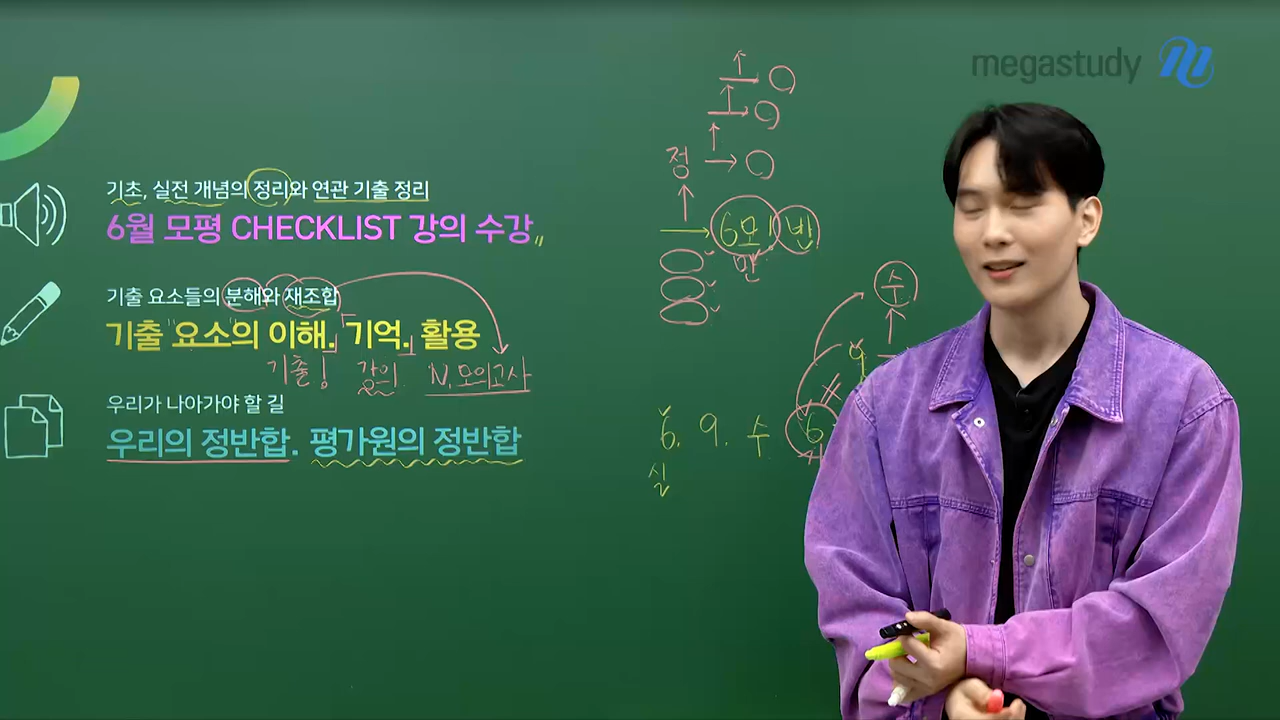 megastudy
기초, 실전 개념의 정리와 연관 기출 정리
6월 모평 CHECKLIST 강의 수강
기출 요소들의 분해와 재조합
기출 "요소"의 이해. 「기억.」 활용
기출! 강의 N.모의고사
우리가 나아가야 할 길
우리의 정반합. 평가원의 정반합
정
6모 반
만
수
9
6. 9. 수 6
실